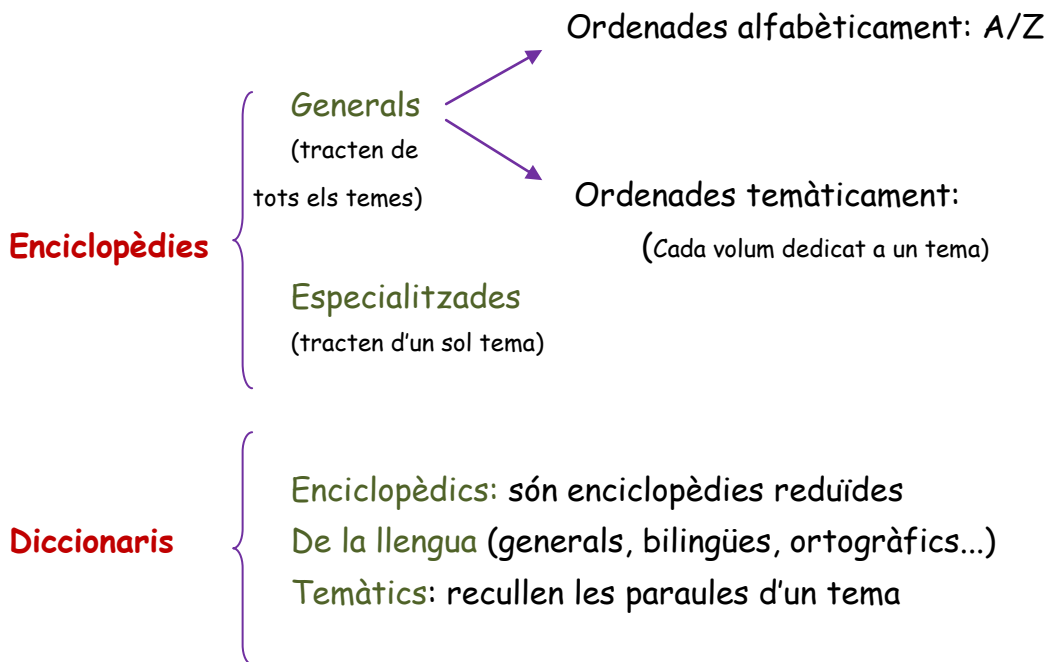 Ordenades alfabèticament: A/Z
Generals
(tracten de
tots els temes)
Ordenades temàticament:
(Cada volum dedicat a un tema)
Enciclopèdies
Especialitzades
(tracten d'un sol tema)
Enciclopèdics: són enciclopèdies reduïdes
Diccionaris
De la llengua (generals, bilingües, ortogràfics...)
Temàtics: recullen les paraules d'un tema